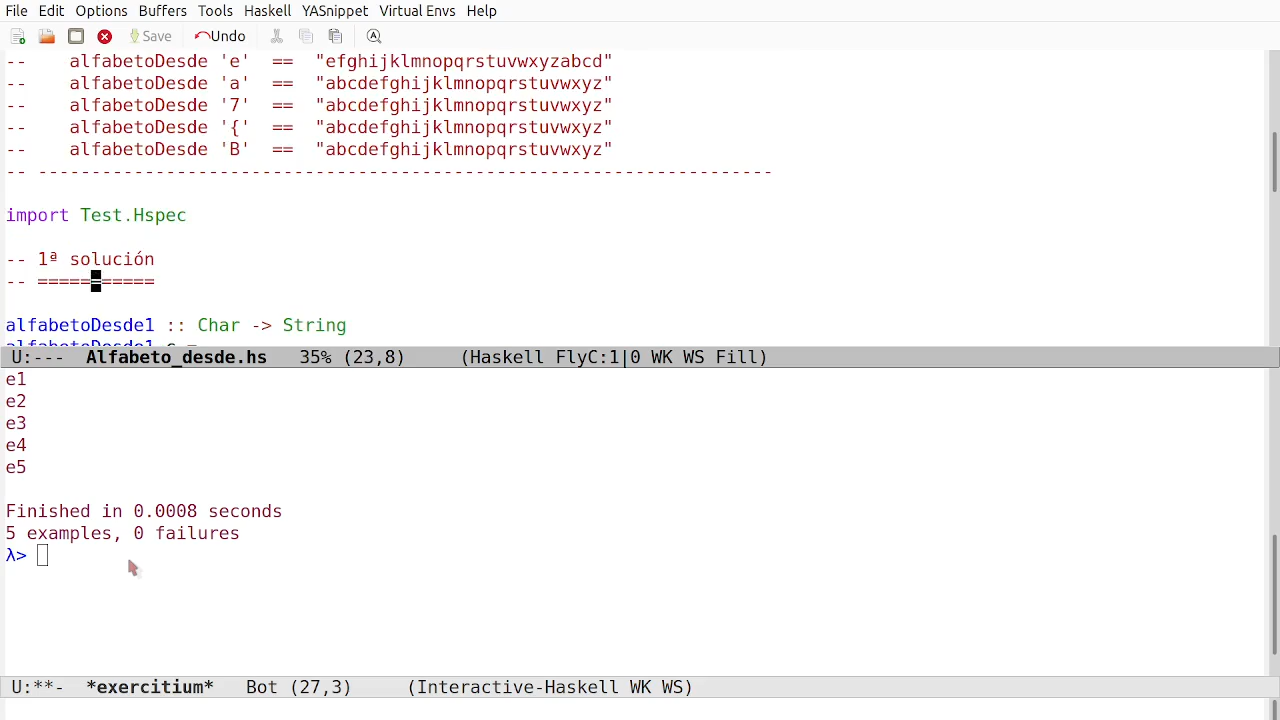 File Edit Options Buffers Tools Haskell YASnippet Virtual Envs Help
Save Undo
--    alfabetoDesde 'e'  ==  "efghijklmnopqrstuvwxyzabcd"
--    alfabetoDesde 'a'  ==  "abcdefghijklmnopqrstuvwxyz"
--    alfabetoDesde '7'  ==  "abcdefghijklmnopqrstuvwxyz"
--    alfabetoDesde '{'  ==  "abcdefghijklmnopqrstuvwxyz"
--    alfabetoDesde 'B'  ==  "abcdefghijklmnopqrstuvwxyz"
-- ---------------------------------------------------------------------
import Test.Hspec
-- 1ª solución
-- ===========
alfabetoDesde1 :: Char -> String
alfabetoDesde1 c =
U:---  Alfabeto_desde.hs   35% (23,8)     (Haskell FlyC:1|0 WK WS Fill)
e1
e2
e3
e4
e5
Finished in 0.0008 seconds
5 examples, 0 failures
λ>
U:**-  *exercitium*   Bot (27,3)     (Interactive-Haskell WK WS)